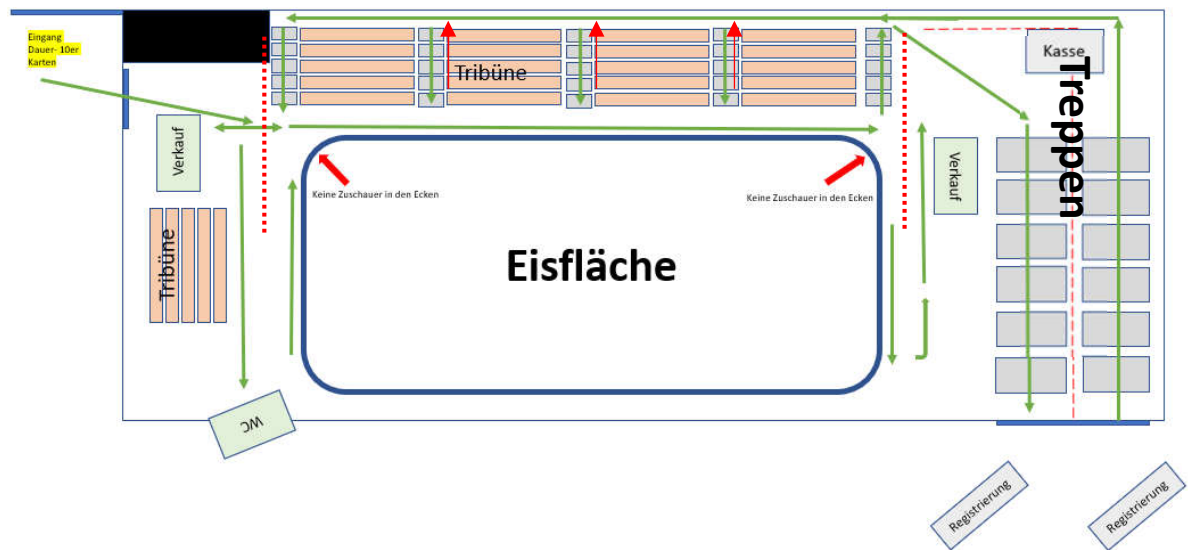 Eingang
Dauer- 10er
Karten
Kasse
Tribüne
Treppen
Verkauf
Verkauf
Keine Zuschauer in den Ecken
Keine Zuschauer in den Ecken
Tribüne
Eisfläche
WC
Registrierung
Registrierung